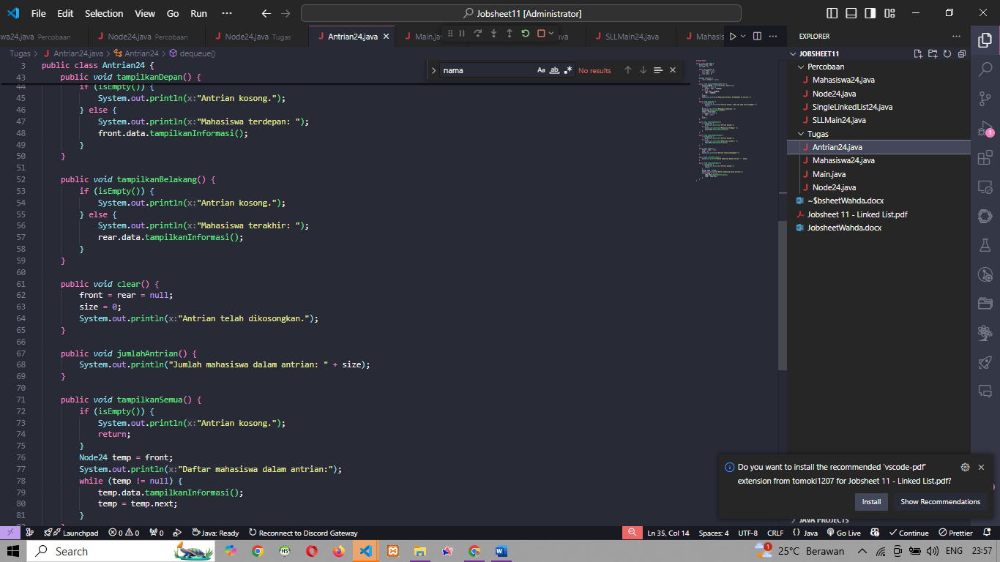 File Edit Selection View Go Run ··· Jobsheet11 [Administrator]
wa24.java Percobaan Node24.java Percobaan Node24.java Tugas Antrian24.java Main.jav ava SLLMain24.java Mahasis
Tugas > Antrian24.java > Antrian24 > dequeue()
nama Aa ab No results
3 public class Antrian24 {
43 public void tampilkanDepan() {
44 if (isEmpty()) {
45 System.out.println(x:"Antrian kosong.");
46 } else {
47 System.out.println(x:"Mahasiswa terdepan: ");
48 front.data.tampilkanInformasi();
49 }
50 }
51
52 public void tampilkanBelakang() {
53 if (isEmpty()) {
54 System.out.println(x:"Antrian kosong.");
55 } else {
56 System.out.println(x:"Mahasiswa terakhir: ");
57 rear.data.tampilkanInformasi();
58 }
59 }
60
61 public void clear() {
62 front = rear = null;
63 size = 0;
64 System.out.println(x:"Antrian telah dikosongkan.");
65 }
66
67 public void jumlahAntrian() {
68 System.out.println("Jumlah mahasiswa dalam antrian: " + size);
69 }
70
71 public void tampilkanSemua() {
72 if (isEmpty()) {
73 System.out.println(x:"Antrian kosong.");
74 return;
75 }
76 Node24 temp = front;
77 System.out.println(x:"Daftar mahasiswa dalam antrian:");
78 while (temp != null) {
79 temp.data.tampilkanInformasi();
80 temp = temp.next;
81 }
EXPLORER
JOBSHEET11
Percobaan
Mahasiswa24.java
Node24.java
SingleLinkedList24.java
SLLMain24.java
Tugas
Antrian24.java
Mahasiswa24.java
Main.java
Node24.java
~$bsheetWahda.docx
Jobsheet 11 - Linked List.pdf
JobsheetWahda.docx
1
Do you want to install the recommended 'vscode-pdf'
extension from tomoki1207 for Jobsheet 11 - Linked List.pdf?
Install Show Recommendations
JAVA PROJECTS
Launchpad 0 0 0 Java: Ready Reconnect to Discord Gateway Ln 35, Col 14 Spaces: 4 UTF-8 CRLF {} Java Go Live Continue Prettier
Search 1 25°C Berawan ENG 23:57